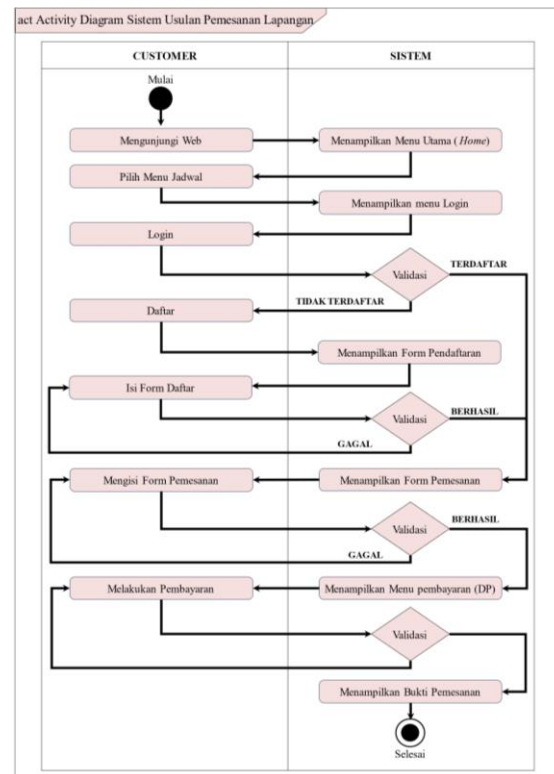 act Activity Diagram Sistem Usulan Pemesanan Lapangan
CUSTOMER
SISTEM
Mulai
Mengunjungi Web
Menampilkan Menu Utama (Home)
Pilih Menu Jadwal
Menampilkan menu Login
Login
Validasi
TERDAFTAR
TIDAK TERDAFTAR
Daftar
Menampilkan Form Pendaftaran
Isi Form Daftar
Validasi
BERHASIL
GAGAL
Mengisi Form Pemesanan
Menampilkan Form Pemesanan
Validasi
BERHASIL
GAGAL
Melakukan Pembayaran
Menampilkan Menu pembayaran (DP)
Validasi
Menampilkan Bukti Pemesanan
Selesai